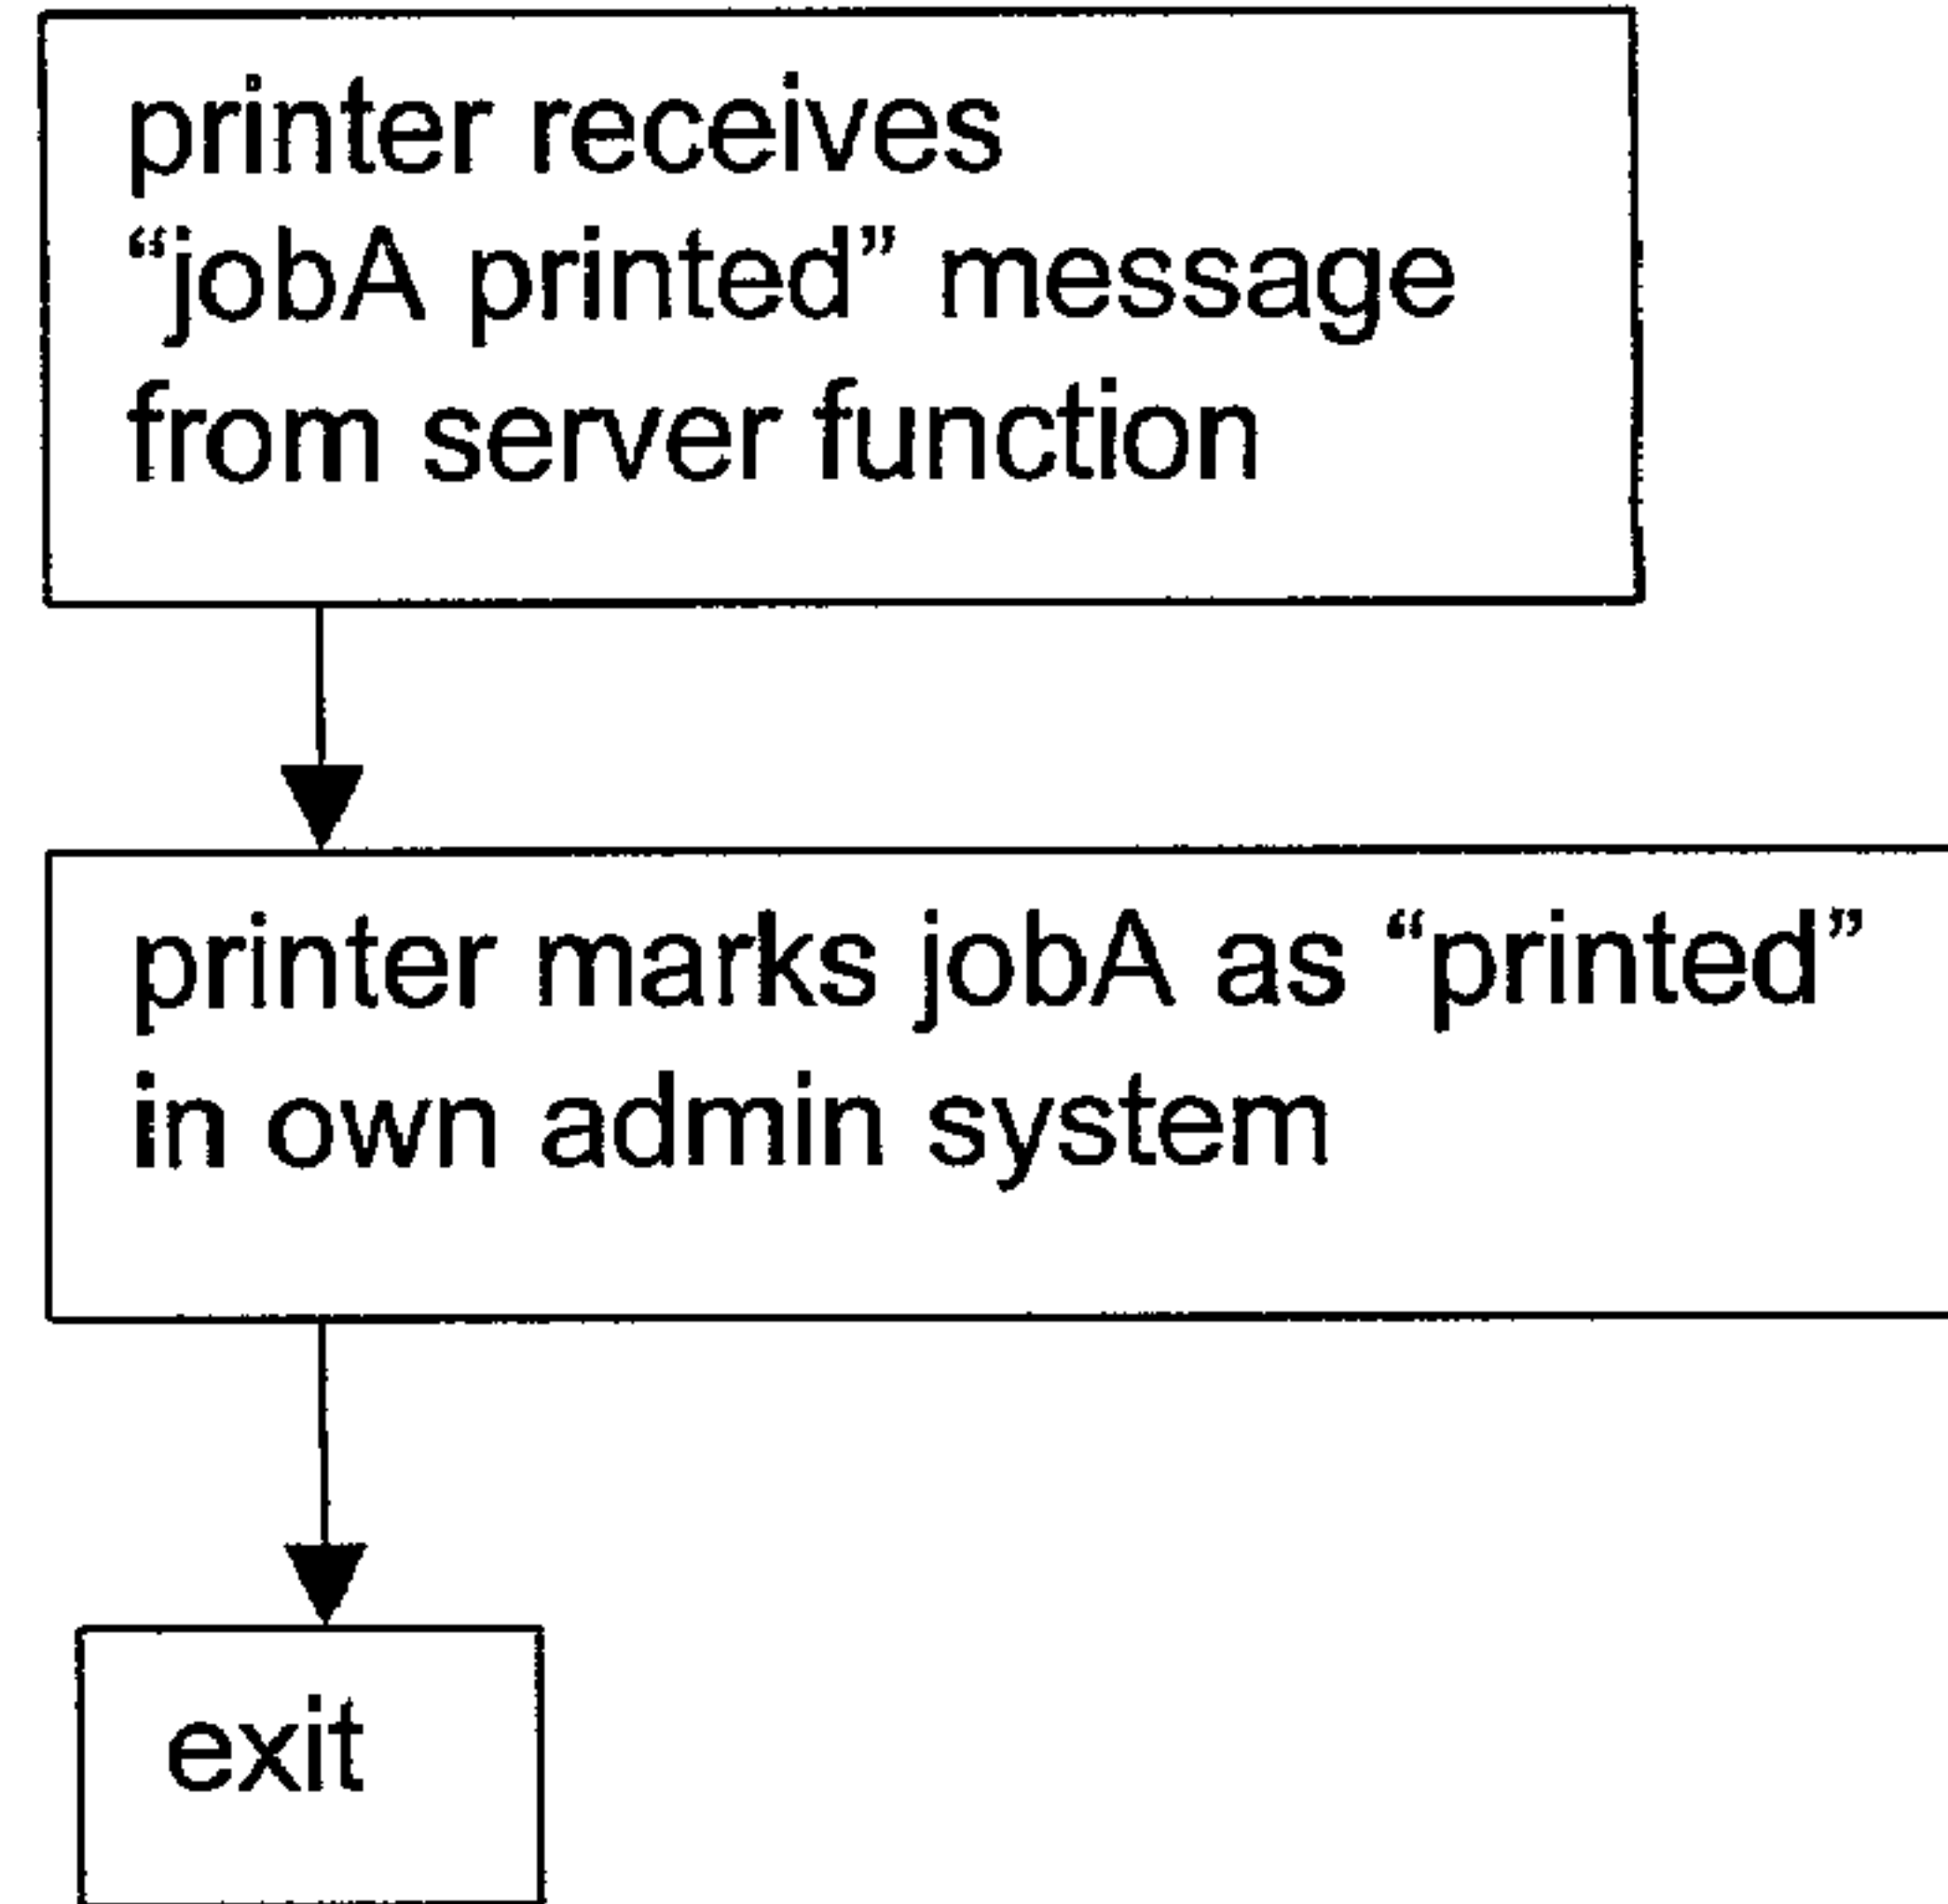 printer receives
“jobA printed” message
from server function
printer marks jobA as “printed”
in own admin system
exit